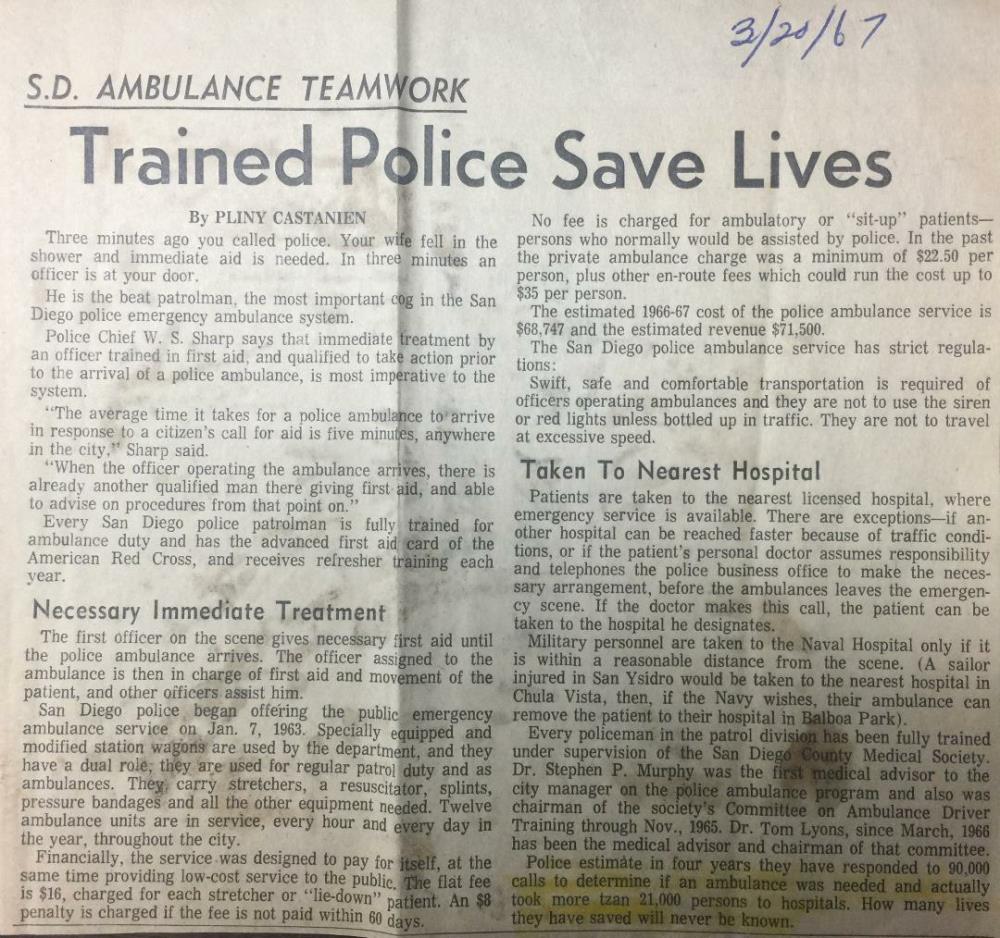 3/20/67
S.D. AMBULANCE TEAMWORK
Trained Police Save Lives
By PLINY CASTANIEN
Three minutes ago you called police. Your wife fell in the
shower and immediate aid is needed. In three minutes an
officer is at your door.
He is the beat patrolman, the most important cog in the San
Diego police emergency ambulance system.
Police Chief W. S. Sharp says that immediate treatment by
an officer trained in first aid, and qualified to take action prior
to the arrival of a police ambulance, is most imperative to the
system.
“The average time it takes for a police ambulance to arrive
in response to a citizen’s call for aid is five minutes, anywhere
in the city,” Sharp said.
“When the officer operating the ambulance arrives, there is
already another qualified man there giving first aid, and able
to advise on procedures from that point on.”
Every San Diego police patrolman is fully trained for
ambulance duty and has the advanced first aid card of the
American Red Cross, and receives refresher training each
year.
Necessary Immediate Treatment
The first officer on the scene gives necessary first aid until
the police ambulance arrives. The officer assigned to the
ambulance is then in charge of first aid and movement of the
patient, and other officers assist him.
San Diego police began offering the public emergency
ambulance service on Jan. 7, 1963. Specially equipped and
modified station wagons are used by the department, and they
have a dual role; they are used for regular patrol duty and as
ambulances. They carry stretchers, a resuscitator, splints,
pressure bandages and all the other equipment needed. Twelve
ambulance units are in service, every hour and every day in
the year, throughout the city.
Financially, the service was designed to pay for itself, at the
same time providing low-cost service to the public. The flat fee
is $16, charged for each stretcher or “lie-down” patient. An $8
penalty is charged if the fee is not paid within 60 days.
No fee is charged for ambulatory or “sit-up” patients—
persons who normally would be assisted by police. In the past
the private ambulance charge was a minimum of $22.50 per
person, plus other en-route fees which could run the cost up to
$35 per person.
The estimated 1966-67 cost of the police ambulance service is
$68,747 and the estimated revenue $71,500.
The San Diego police ambulance service has strict regula-
tions:
Swift, safe and comfortable transportation is required of
officers operating ambulances and they are not to use the siren
or red lights unless bottled up in traffic. They are not to travel
at excessive speed.
Taken To Nearest Hospital
Patients are taken to the nearest licensed hospital, where
emergency service is available. There are exceptions—if an-
other hospital can be reached faster because of traffic condi-
tions, or if the patient’s personal doctor assumes responsibility
and telephones the police business office to make the neces-
sary arrangement, before the ambulances leaves the emergen-
cy scene. If the doctor makes this call, the patient can be
taken to the hospital he designates.
Military personnel are taken to the Naval Hospital only if it
is within a reasonable distance from the scene. (A sailor
injured in San Ysidro would be taken to the nearest hospital in
Chula Vista, then, if the Navy wishes, their ambulance can
remove the patient to their hospital in Balboa Park).
Every policeman in the patrol division has been fully trained
under supervision of the San Diego County Medical Society.
Dr. Stephen P. Murphy was the first medical advisor to the
city manager on the police ambulance program and also was
chairman of the society’s Committee on Ambulance Driver
Training through Nov., 1965. Dr. Tom Lyons, since March, 1966
has been the medical advisor and chairman of that committee.
Police estimate in four years they have responded to 90,000
calls to determine if an ambulance was needed and actually
took more tzan 21,000 persons to hospitals. How many lives
they have saved will never be known.